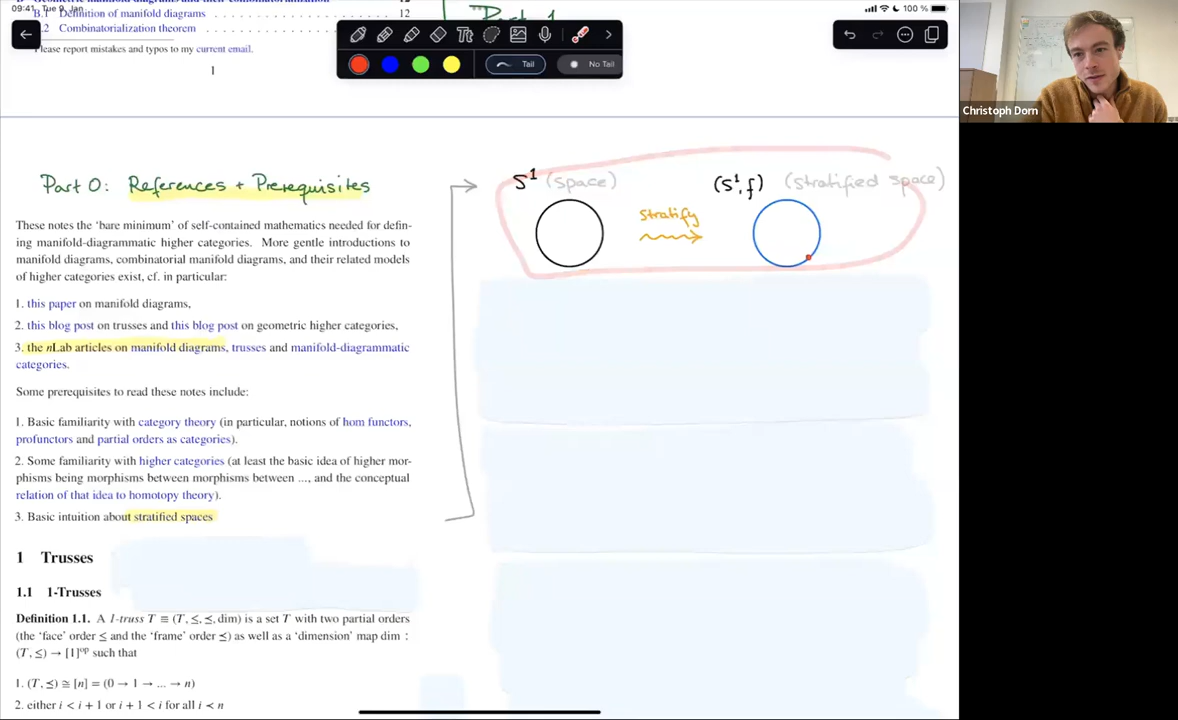 09:41 Tue 9. Jan
100 %
B.1 Definition of manifold diagrams . . . . . . . . . . . . . . . . . . . . 12
.2 Combinatorialization theorem . . . . . . . . . . . . . . . . . . . .
Please report mistakes and typos to my current email.
1
Part 1
Tail
No Tail
Christoph Dorn
Part 0: References + Prerequisites
These notes the ‘bare minimum’ of self-contained mathematics needed for defin-
ing manifold-diagrammatic higher categories. More gentle introductions to
manifold diagrams, combinatorial manifold diagrams, and their related models
of higher categories exist, cf. in particular:
1. this paper on manifold diagrams,
2. this blog post on trusses and this blog post on geometric higher categories,
3. the nLab articles on manifold diagrams, trusses and manifold-diagrammatic
categories.
Some prerequisites to read these notes include:
1. Basic familiarity with category theory (in particular, notions of hom functors,
profunctors and partial orders as categories).
2. Some familiarity with higher categories (at least the basic idea of higher mor-
phisms being morphisms between morphisms between ..., and the conceptual
relation of that idea to homotopy theory).
3. Basic intuition about stratified spaces
1 Trusses
1.1 1-Trusses
Definition 1.1. A 1-truss T ≡ (T, ≤, ⪯, dim) is a set T with two partial orders
(the ‘face’ order ≤ and the ‘frame’ order ⪯) as well as a ‘dimension’ map dim :
(T, ≤) → [1]ᵒᵖ such that
1. (T, ⪯) ≅ [n] = (0 → 1 → ... → n)
2. either i < i + 1 or i + 1 < i for all i ≺ n
S¹ (space)
stratify
(S¹, f) (stratified space)